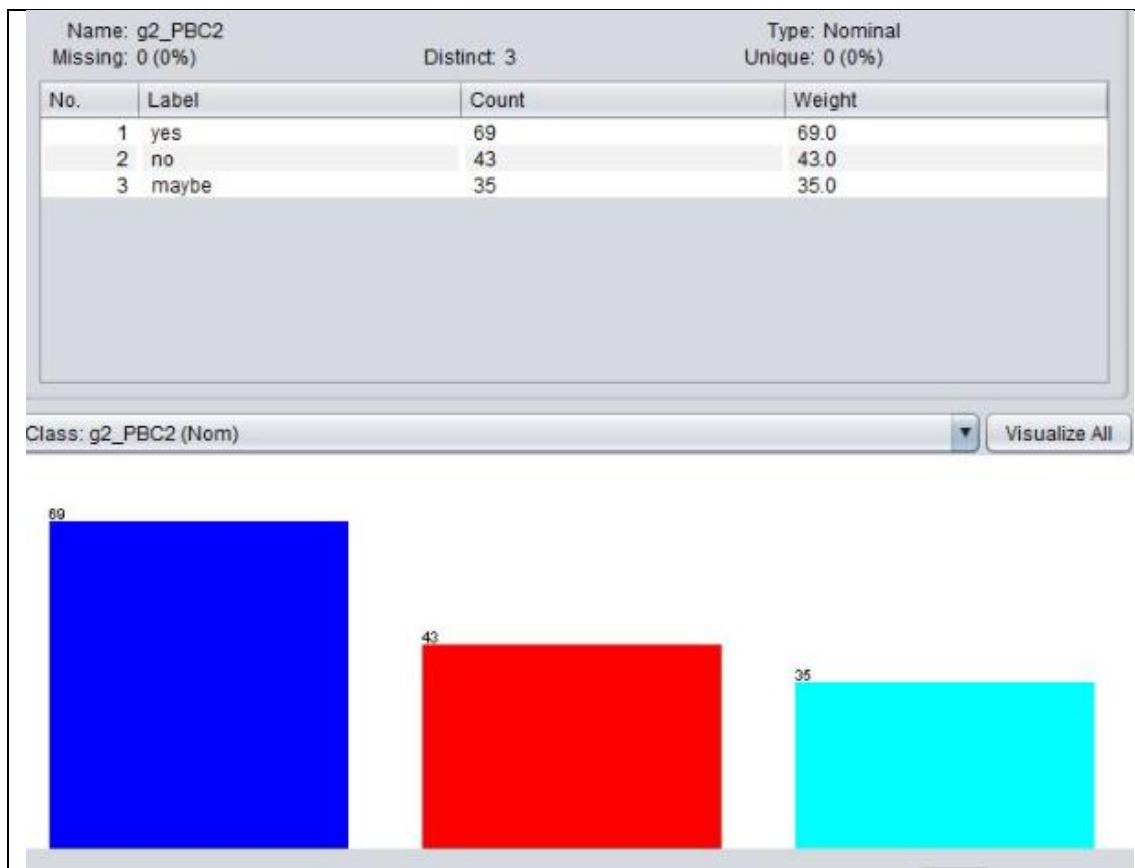 Name: g2_PBC2 Type: Nominal
Missing: 0 (0%) Distinct: 3 Unique: 0 (0%)
No. Label Count Weight
1 yes 69 69.0
2 no 43 43.0
3 maybe 35 35.0
Class: g2_PBC2 (Nom) Visualize All
69
43
35